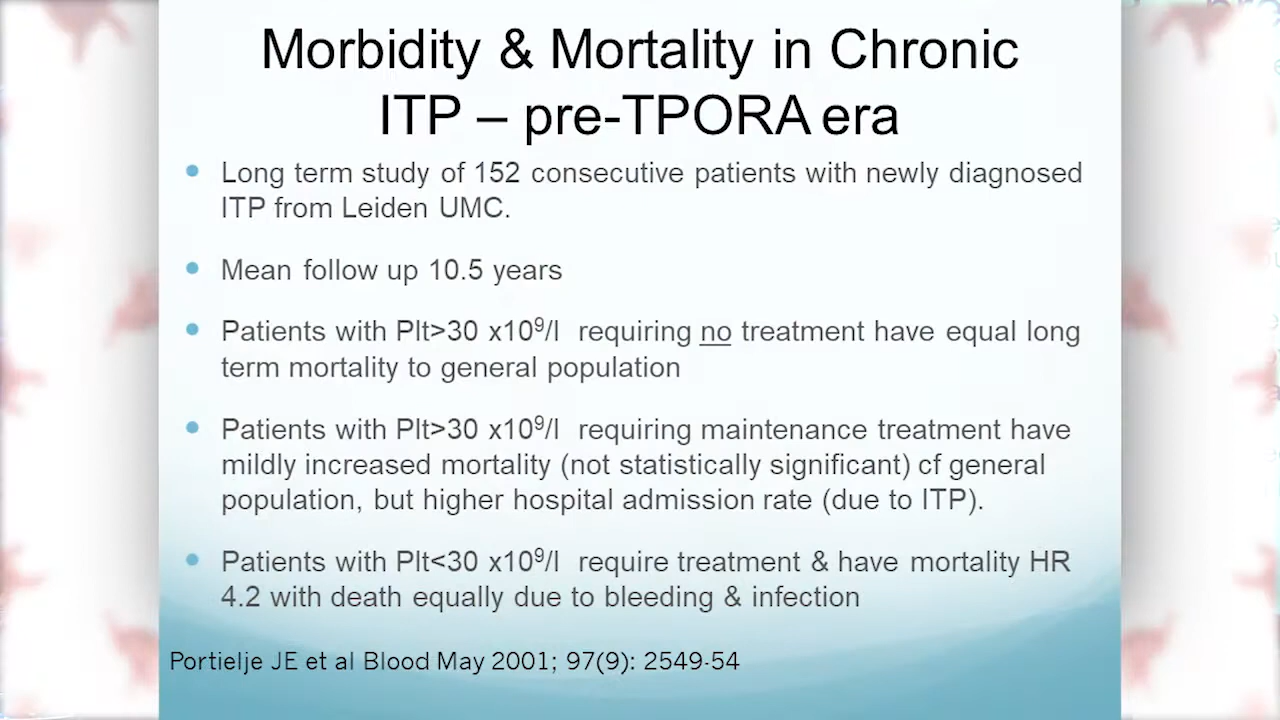 Morbidity & Mortality in Chronic
ITP – pre-TPORA era
• Long term study of 152 consecutive patients with newly diagnosed
ITP from Leiden UMC.
• Mean follow up 10.5 years
• Patients with Plt>30 x10⁹/l requiring no treatment have equal long
term mortality to general population
• Patients with Plt>30 x10⁹/l requiring maintenance treatment have
mildly increased mortality (not statistically significant) cf general
population, but higher hospital admission rate (due to ITP).
• Patients with Plt<30 x10⁹/l require treatment & have mortality HR
4.2 with death equally due to bleeding & infection
Portielje JE et al Blood May 2001; 97(9): 2549-54